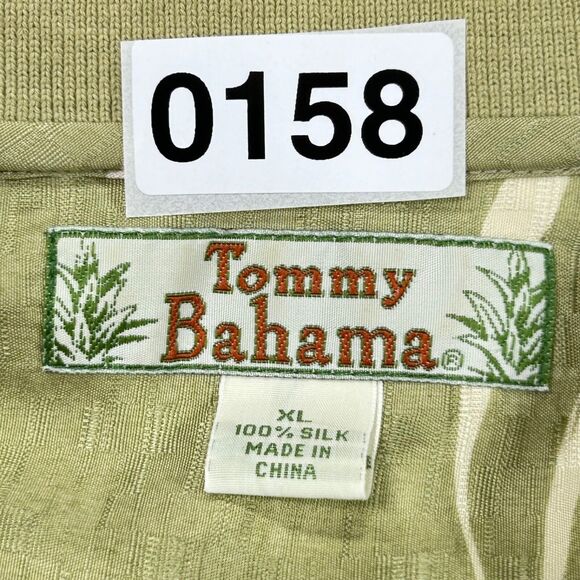 0158
Tommy
Bahama®
XL
100% SILK
MADE IN
CHINA